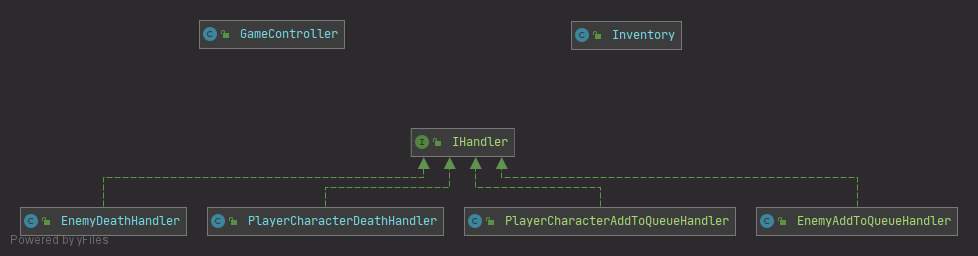 GameController
Inventory
IHandler
EnemyDeathHandler
PlayerCharacterDeathHandler
PlayerCharacterAddToQueueHandler
EnemyAddToQueueHandler
Powered by yFiles